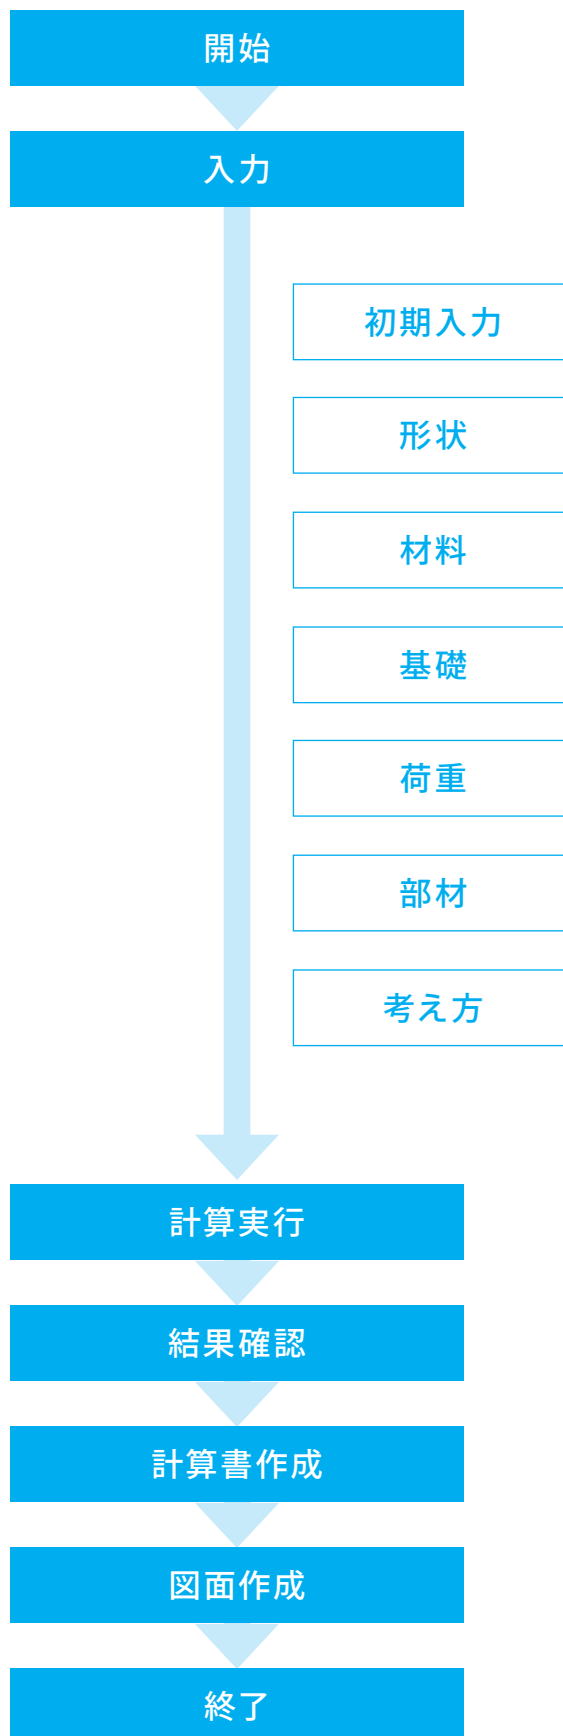 開始
入力
初期入力
形状
材料
基礎
荷重
部材
考え方
計算実行
結果確認
計算書作成
図面作成
終了